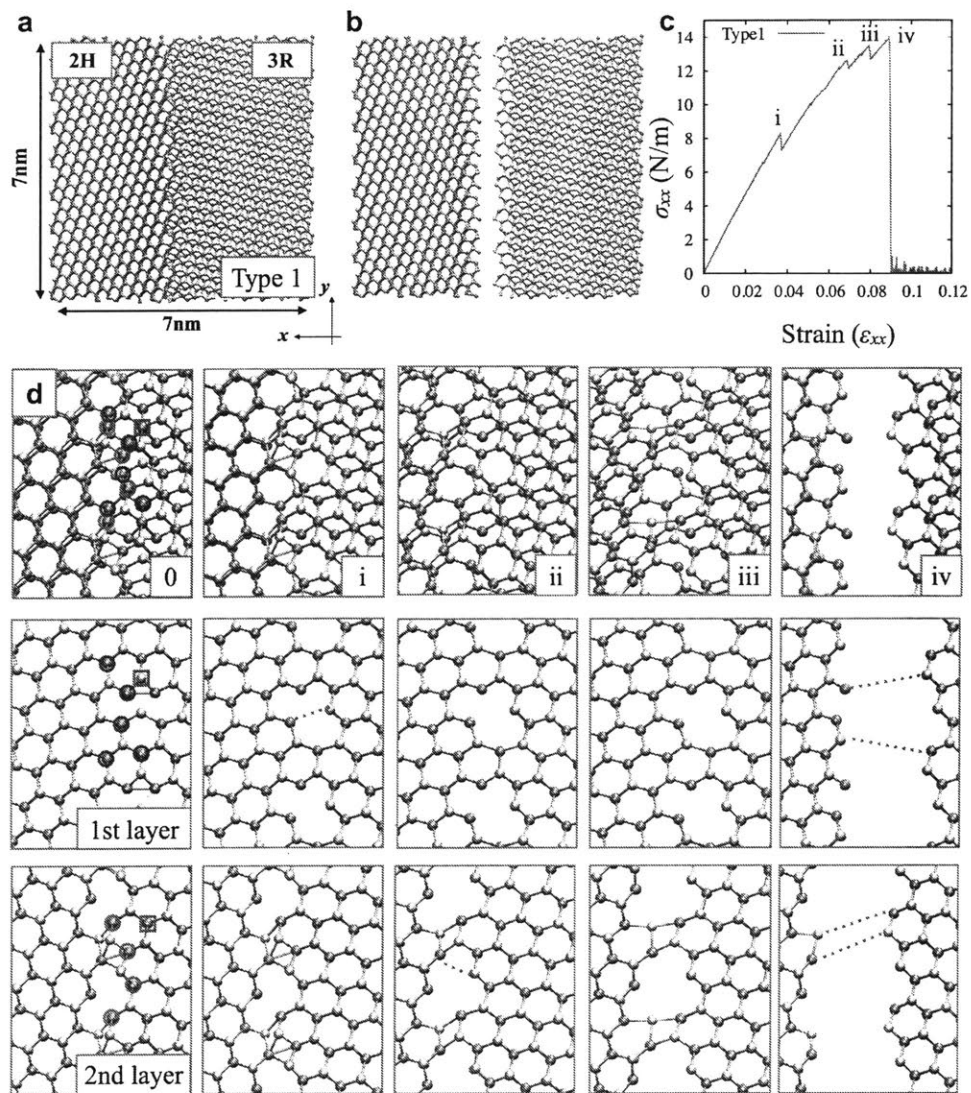 a
b
c
2H
3R
7nm
Type 1
7nm
x
y
Type1
i
ii
iii
iv
14
12
10
8
6
4
2
0
σxx (N/m)
0
0.02
0.04
0.06
0.08
0.1
0.12
Strain (εxx)
d
0
i
ii
iii
iv
1st layer
2nd layer